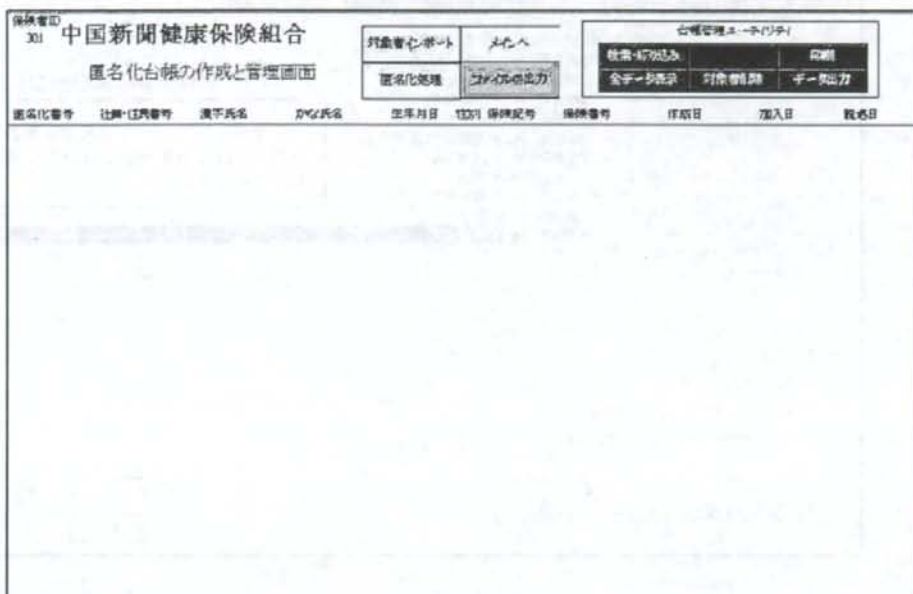 保険者ID
301 中国新聞健康保険組合
匿名化台帳の作成と管理画面
対象者インポート メインへ
匿名化処理 コファイルの出力
台帳管理ユーティリティ
検索・絞り込み 印刷
全データ表示 対象者削除 データ出力
匿名化番号 社員・住民番号 漢字氏名 かな氏名 生年月日 性別 保険記号 保険番号 作成日 加入日 脱退日